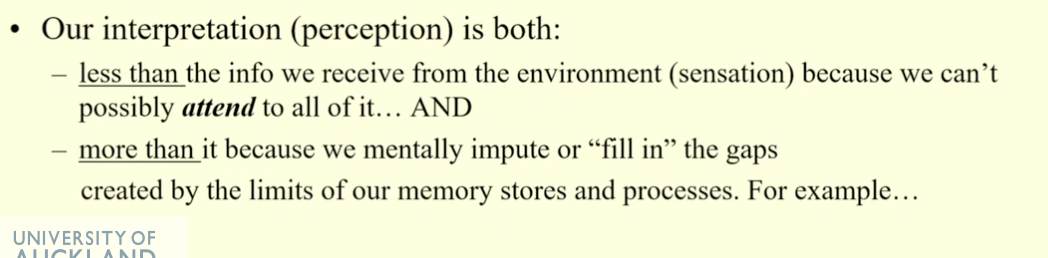 • Our interpretation (perception) is both:
– less than the info we receive from the environment (sensation) because we can’t
possibly attend to all of it… AND
– more than it because we mentally impute or “fill in” the gaps
created by the limits of our memory stores and processes. For example…
UNIVERSITY OF
AUCKLAND